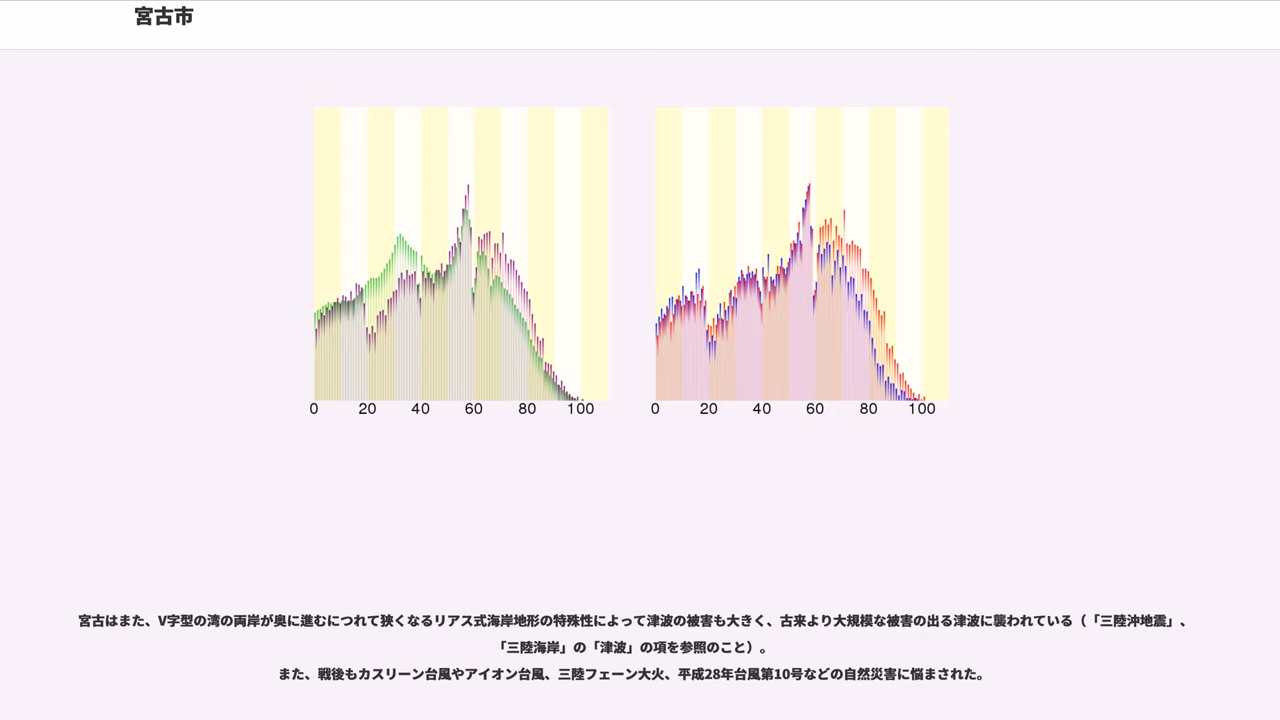 宮古市
0 20 40 60 80 100
0 20 40 60 80 100
宮古はまた、V字型の湾の両岸が奥に進むにつれて狭くなるリアス式海岸地形の特殊性によって津波の被害も大きく、古来より大規模な被害の出る津波に襲われている（「三陸沖地震」、
「三陸海岸」の「津波」の項を参照のこと）。
また、戦後もカスリーン台風やアイオン台風、三陸フェーン大火、平成28年台風第10号などの自然災害に悩まされた。